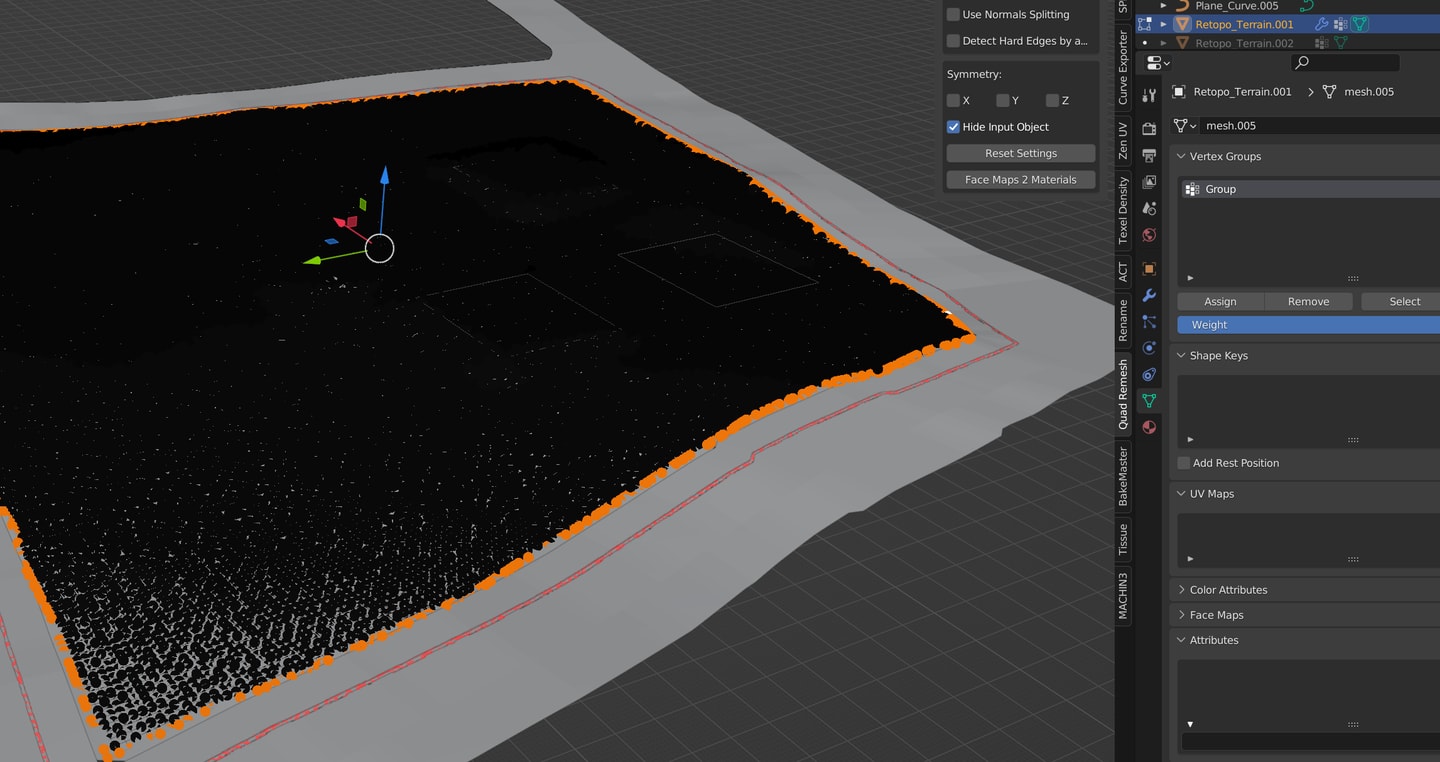 Use Normals Splitting
Detect Hard Edges by a...
Symmetry:
X Y Z
Hide Input Object
Reset Settings
Face Maps 2 Materials
Curve Exporter
Zen UV
Texel Density
ACT
Rename
Quad Remesh
BakeMaster
Tissue
MACHIN3
Plane_Curve.005
Retopo_Terrain.001
Retopo_Terrain.002
Retopo_Terrain.001 mesh.005
mesh.005
Vertex Groups
Group
Assign Remove Select
Weight
Shape Keys
Add Rest Position
UV Maps
Color Attributes
Face Maps
Attributes